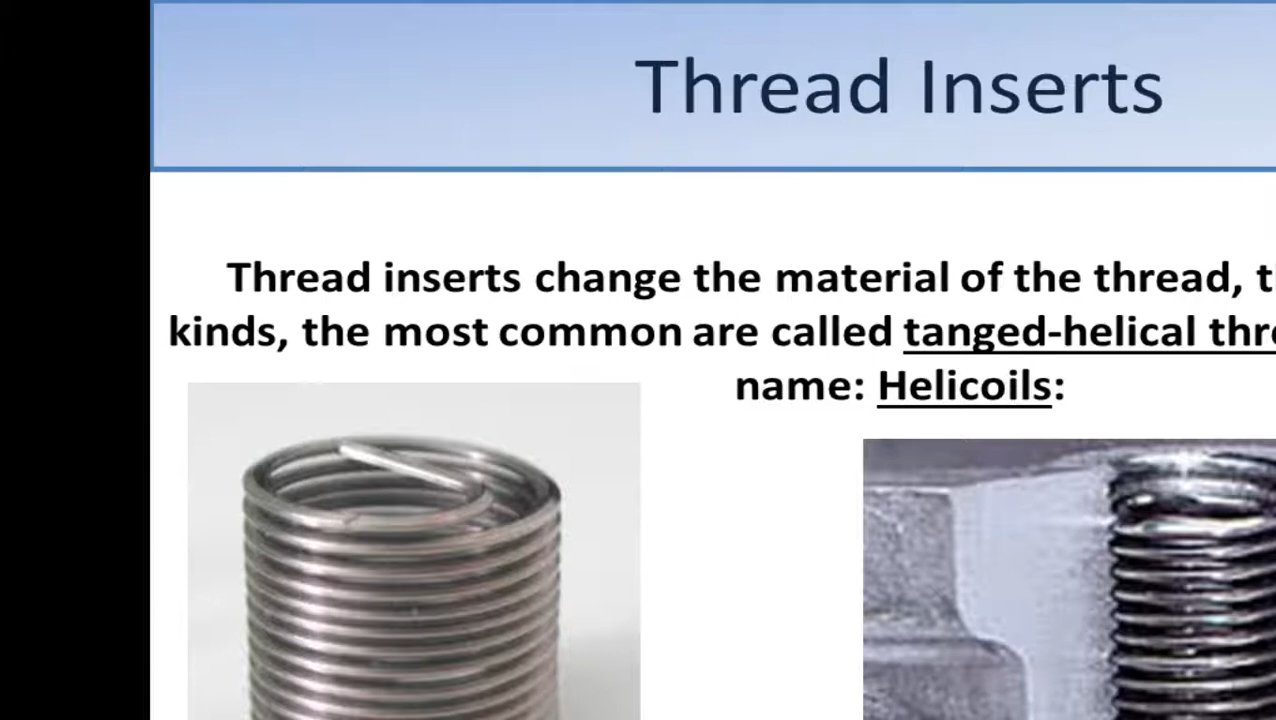 Thread Inserts
Thread inserts change the material of the thread,
kinds, the most common are called tanged-helical
name: Helicoils: